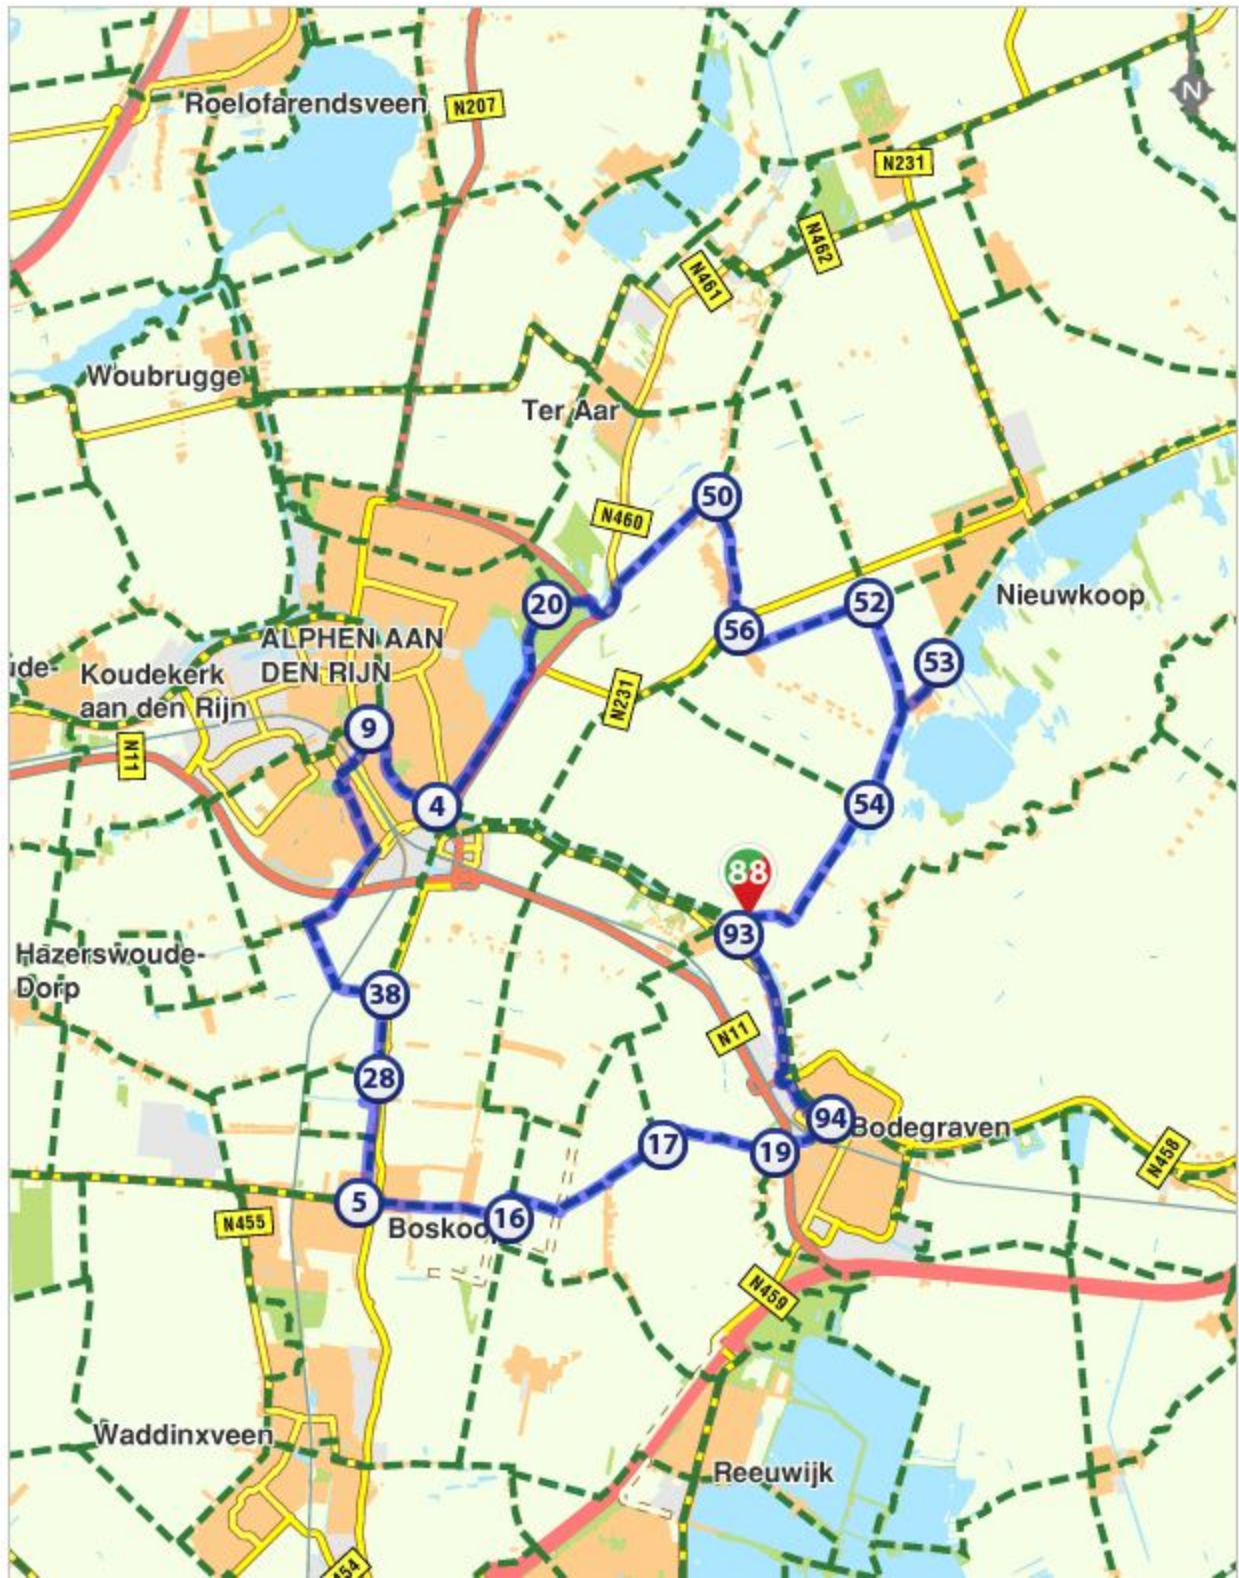 Roelofarendsveen
N207
N
N231
N462
N461
Woubrugge
Ter Aar
50
N460
20
52
Nieuwkoop
56
ALPHEN AAN
DEN RIJN
53
ude-
Koudekerk
aan den Rijn
N231
9
N11
4
54
88
93
Hazerswoude-
Dorp
38
N11
28
94
Bodegraven
17
19
N458
5
16
Boskoop
N455
N459
Waddinxveen
Reeuwijk
454